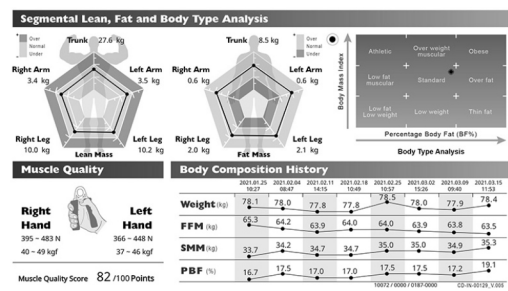 Segmental Lean, Fat and Body Type Analysis
Over
Normal
Under
Trunk 27.6 kg
Right Arm
3.4 kg
Left Arm
3.5 kg
Right Leg
10.0 kg
Left Leg
10.2 kg
Lean Mass
Over
Normal
Under
Trunk 8.5 kg
Right Arm
0.6 kg
Left Arm
0.6 kg
Right Leg
2.0 kg
Left Leg
2.1 kg
Fat Mass
Body Mass Index
Athletic
Over weight muscular
Obese
Low fat muscular
Standard
Over fat
Low fat Low weight
Low weight
Thin fat
Percentage Body Fat (BF%)
Body Type Analysis
Muscle Quality
Right Hand
395 ~ 483 N
40 ~ 49 kgf
Left Hand
366 ~ 448 N
37 ~ 46 kgf
Muscle Quality Score 82 /100 Points
Body Composition History
2021.01.25 2021.02.04 2021.02.11 2021.02.18 2021.02.25 2021.03.02 2021.03.09 2021.03.15
10:27 08:47 14:15 10:49 10:57 15:26 09:40 11:53
Weight (kg) 78.1 78.0 77.8 77.8 78.5 78.0 77.9 78.4
FFM (kg) 65.3 64.2 63.9 64.0 64.0 63.9 63.8 63.5
SMM (kg) 33.7 34.2 34.7 34.7 35.0 35.0 34.9 35.3
PBF (%) 16.7 17.5 17.0 17.0 17.5 17.5 17.2 19.1
10072 / 0000 / 0187-0000 CD-IN-00129_V.005